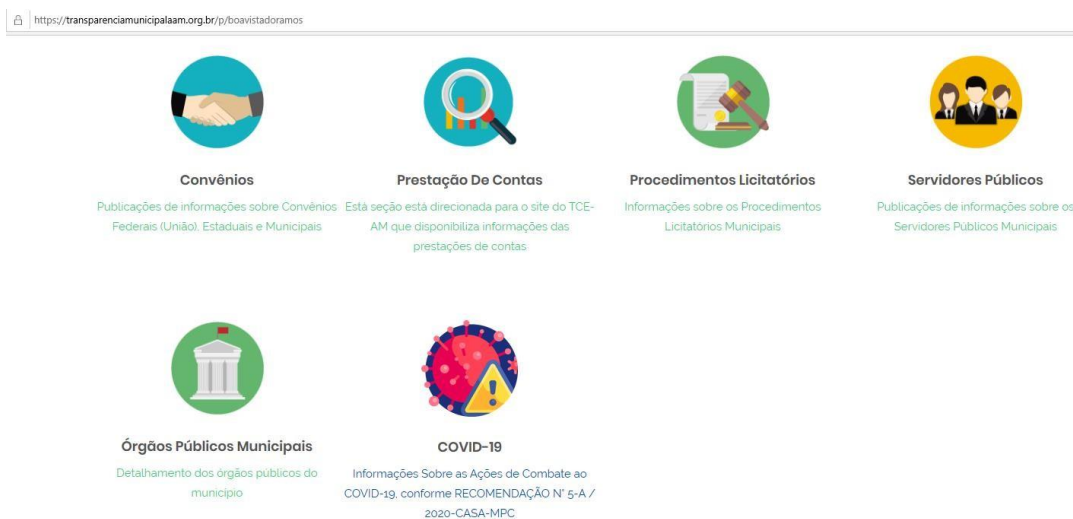 https://transparenciamunicipalaam.org.br/p/boavistadoramos
Convênios
Publicações de informações sobre Convênios
Federais (União), Estaduais e Municipais
Prestação De Contas
Está seção está direcionada para o site do TCE-
AM que disponibiliza informações das
prestações de contas
Procedimentos Licitatórios
Informações sobre os Procedimentos
Licitatórios Municipais
Servidores Públicos
Publicações de informações sobre os
Servidores Públicos Municipais
Órgãos Públicos Municipais
Detalhamento dos órgãos públicos do
município
COVID-19
Informações Sobre as Ações de Combate ao
COVID-19, conforme RECOMENDAÇÃO N° 5-A /
2020-CASA-MPC